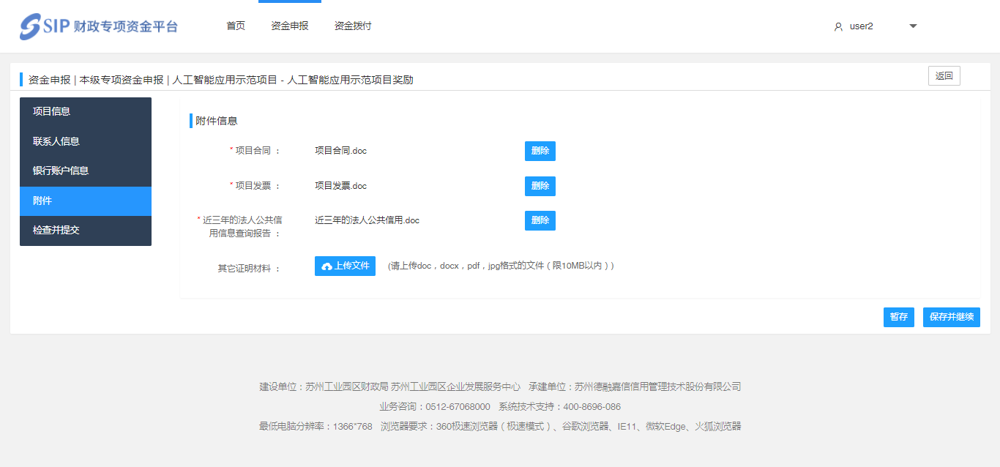 SIP 财政专项资金平台
首页 资金申报 资金拨付
user2
资金申报 | 本级专项资金申报 | 人工智能应用示范项目 - 人工智能应用示范项目奖励
返回
项目信息
联系人信息
银行账户信息
附件
检查并提交
附件信息
* 项目合同 ： 项目合同.doc 删除
* 项目发票 ： 项目发票.doc 删除
* 近三年的法人公共信 近三年的法人公共信用.doc 删除
用信息查询报告 ：
其它证明材料 ： 上传文件 (请上传doc，docx，pdf，jpg格式的文件（限10MB以内）)
暂存 保存并继续
建设单位：苏州工业园区财政局 苏州工业园区企业发展服务中心 承建单位：苏州德融嘉信信用管理技术股份有限公司
业务咨询：0512-67068000 系统技术支持：400-8696-086
最低电脑分辨率：1366*768 浏览器要求：360极速浏览器（极速模式）、谷歌浏览器、IE11、微软Edge、火狐浏览器